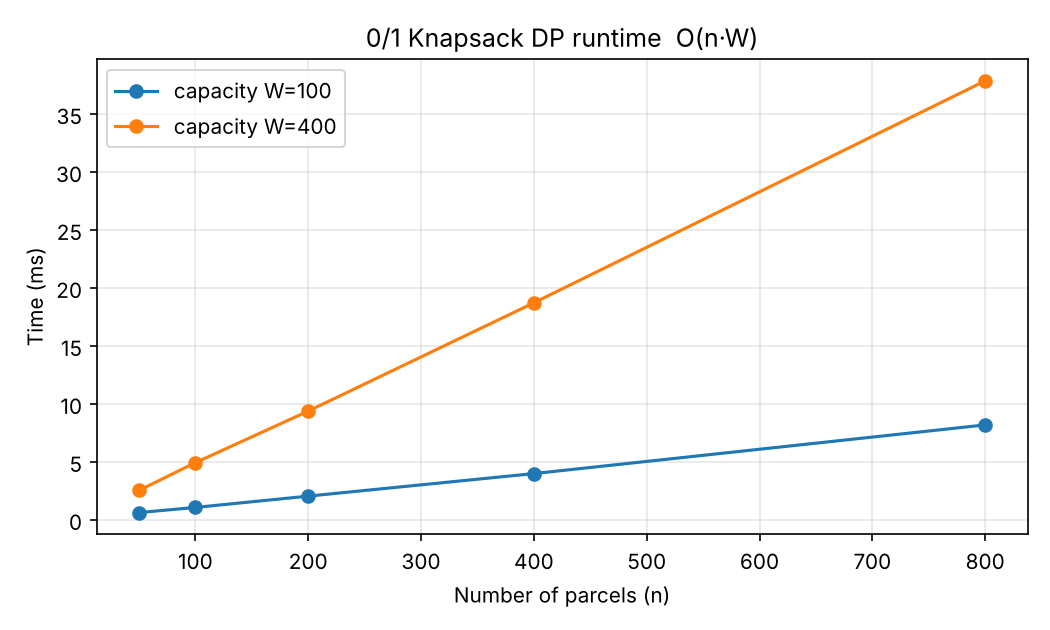 0/1 Knapsack DP runtime  O(n·W)
capacity W=100
capacity W=400
Time (ms)
35
30
25
20
15
10
5
0
100 200 300 400 500 600 700 800
Number of parcels (n)